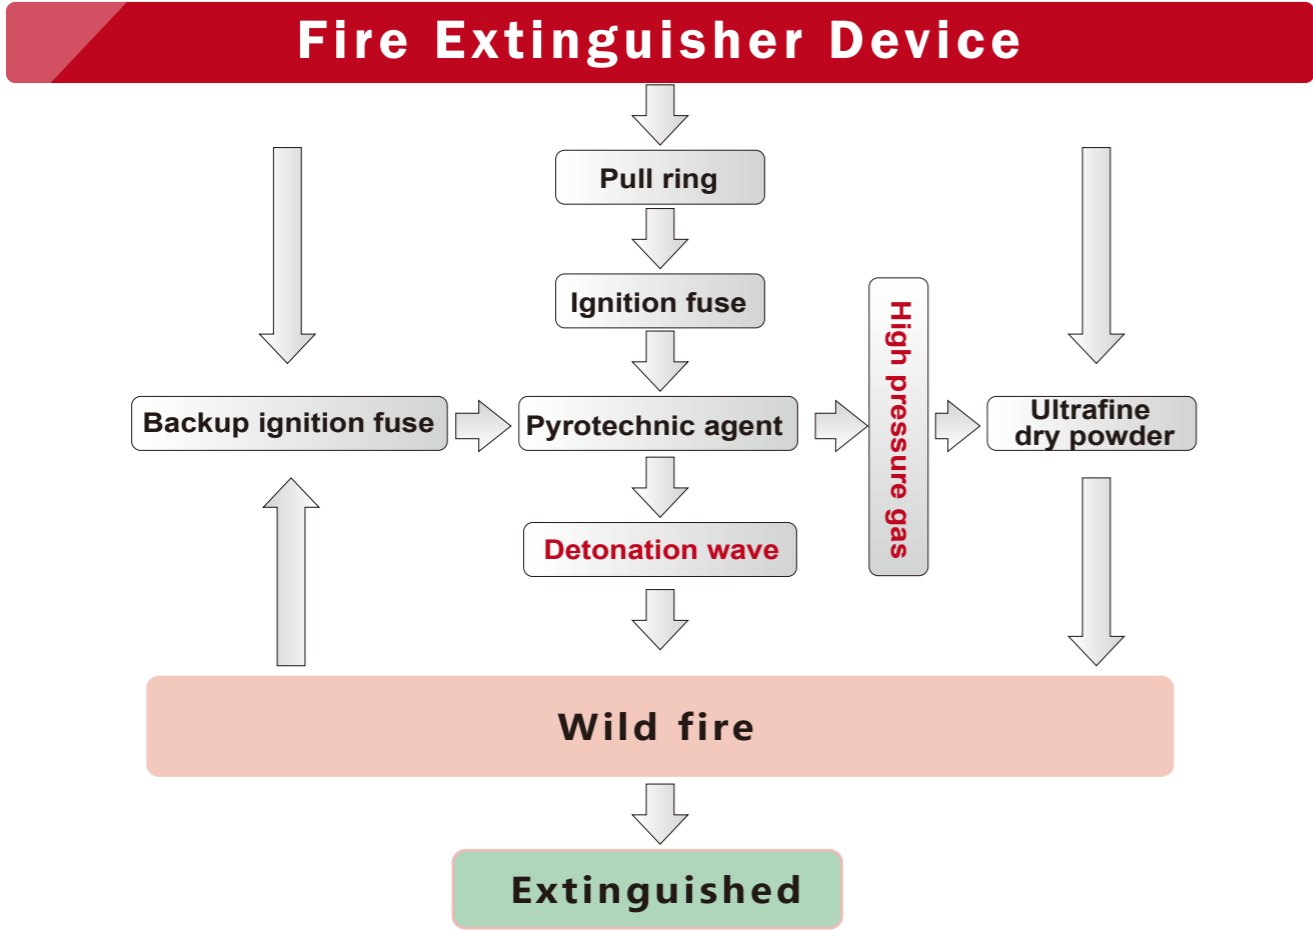 Fire Extinguisher Device
Pull ring
Ignition fuse
Backup ignition fuse
Pyrotechnic agent
High pressure gas
Ultrafine
dry powder
Detonation wave
Wild fire
Extinguished